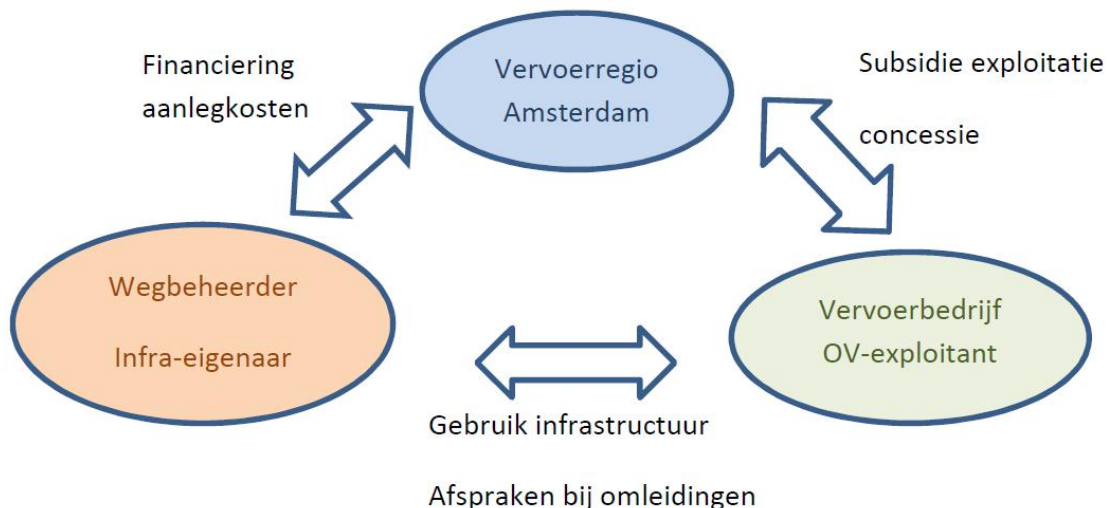 Financiering
aanlegkosten
Vervoerregio
Amsterdam
Subsidie exploitatie
concessie
Wegbeheerder
Infra-eigenaar
Vervoerbedrijf
OV-exploitant
Gebruik infrastructuur
Afspraken bij omleidingen